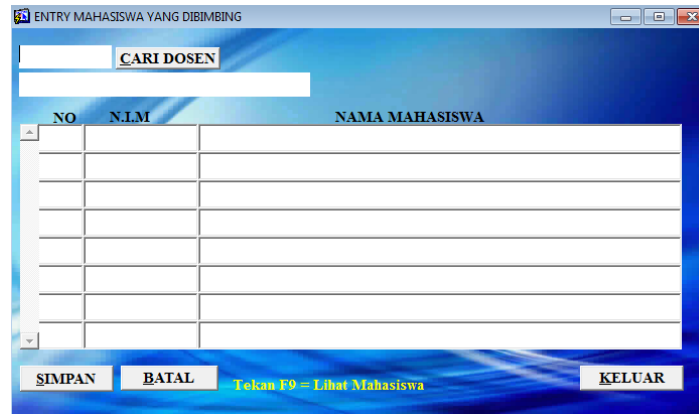 ENTRY MAHASISWA YANG DIBIMBING
CARI DOSEN
NO N.I.M NAMA MAHASISWA
SIMPAN BATAL Tekan F9 = Lihat Mahasiswa KELUAR